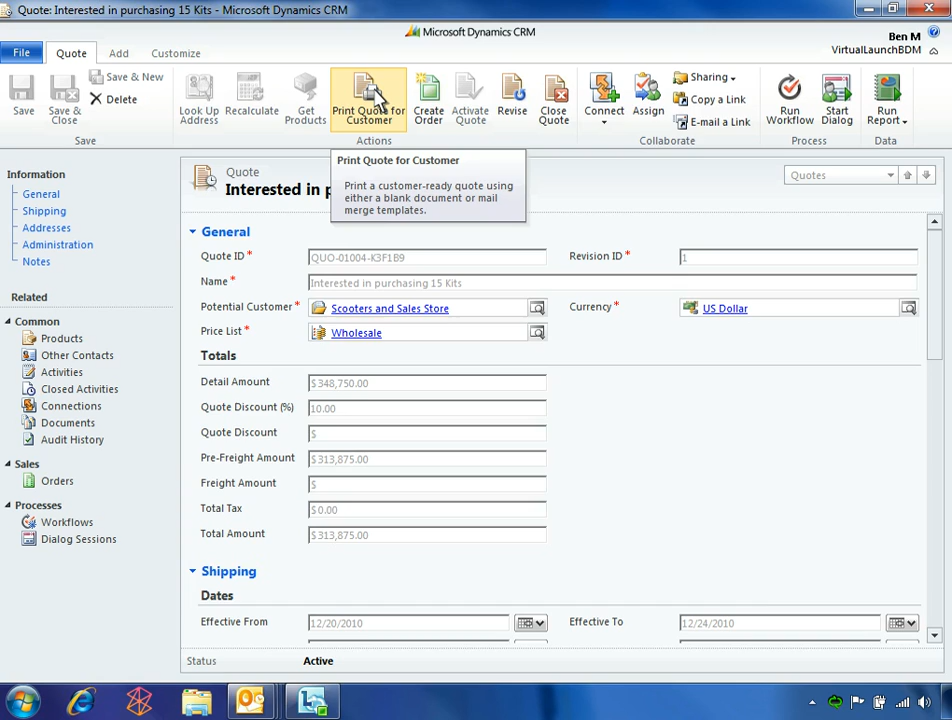 Quote: Interested in purchasing 15 Kits - Microsoft Dynamics CRM
Microsoft Dynamics CRM
Ben M
VirtualLaunchBDM
File
Quote
Add
Customize
Save
Save & Close
Save & New
Delete
Look Up Address
Recalculate
Get Products
Print Quote for Customer
Create Order
Activate Quote
Revise
Close Quote
Connect
Assign
Sharing
Copy a Link
E-mail a Link
Run Workflow
Start Dialog
Run Report
Save
Actions
Collaborate
Process
Data
Print Quote for Customer
Print a customer-ready quote using
either a blank document or mail
merge templates.
Information
General
Shipping
Addresses
Administration
Notes
Related
Common
Products
Other Contacts
Activities
Closed Activities
Connections
Documents
Audit History
Sales
Orders
Processes
Workflows
Dialog Sessions
Quote
Interested in p
Quotes
General
Quote ID*
QUO-01004-K3F1B9
Revision ID*
1
Name*
Interested in purchasing 15 Kits
Potential Customer*
Scooters and Sales Store
Currency*
US Dollar
Price List*
Wholesale
Totals
Detail Amount
$348,750.00
Quote Discount (%)
10.00
Quote Discount
$
Pre-Freight Amount
$313,875.00
Freight Amount
$
Total Tax
$0.00
Total Amount
$313,875.00
Shipping
Dates
Effective From
12/20/2010
Effective To
12/24/2010
Status
Active